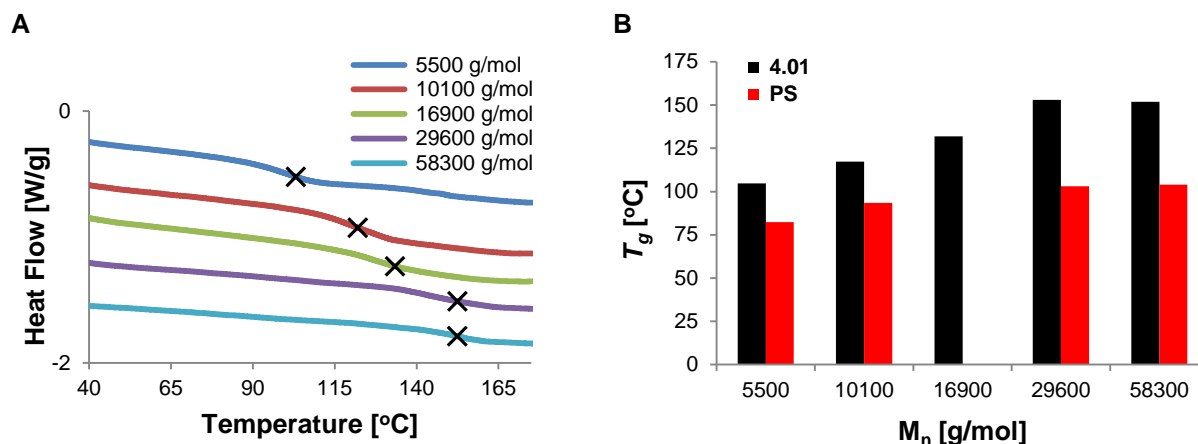 A
5500 g/mol
10100 g/mol
16900 g/mol
29600 g/mol
58300 g/mol
0
-2
Heat Flow [W/g]
40 65 90 115 140 165
Temperature [oC]
B
4.01
PS
175
150
125
100
75
50
25
0
Tg [oC]
5500 10100 16900 29600 58300
Mn [g/mol]